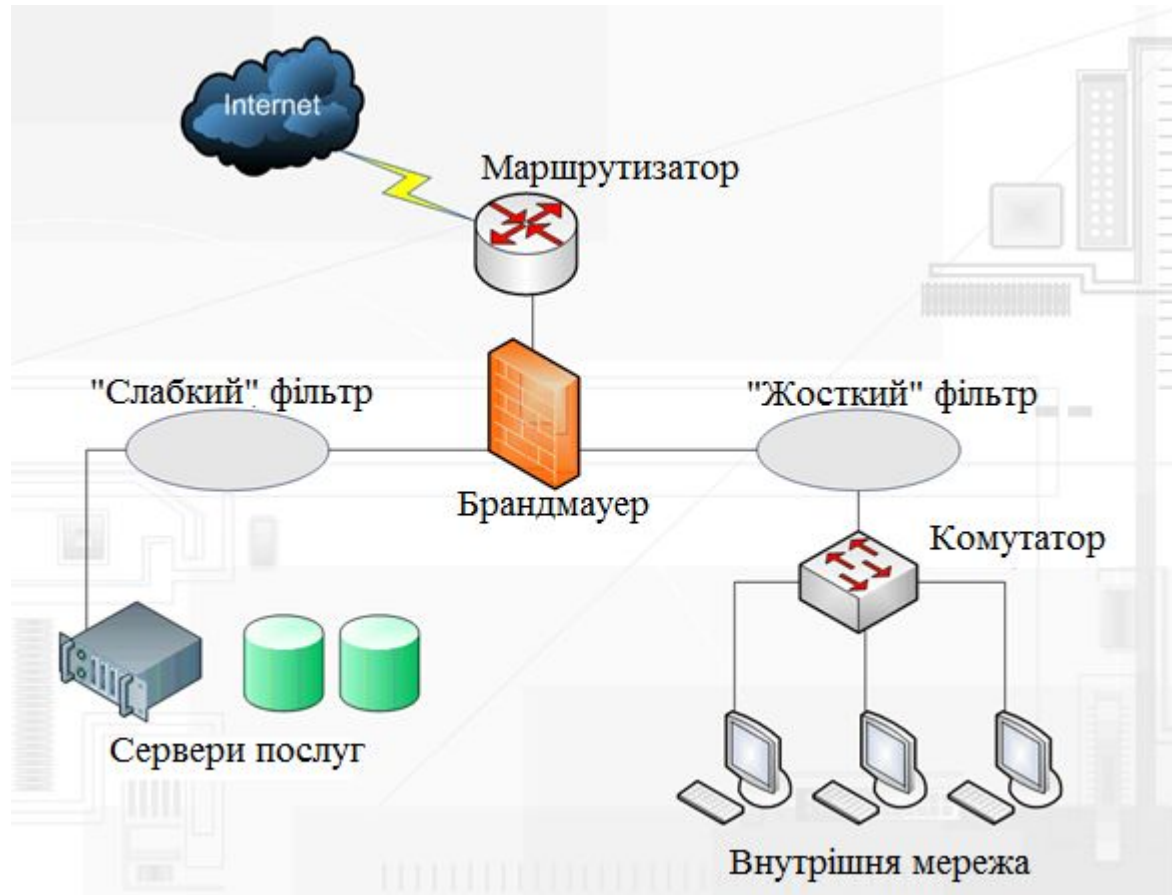 Internet
Маршрутизатор
"Слабкий" фільтр
"Жосткий" фільтр
Брандмауер
Комутатор
Сервери послуг
Внутрішня мережа